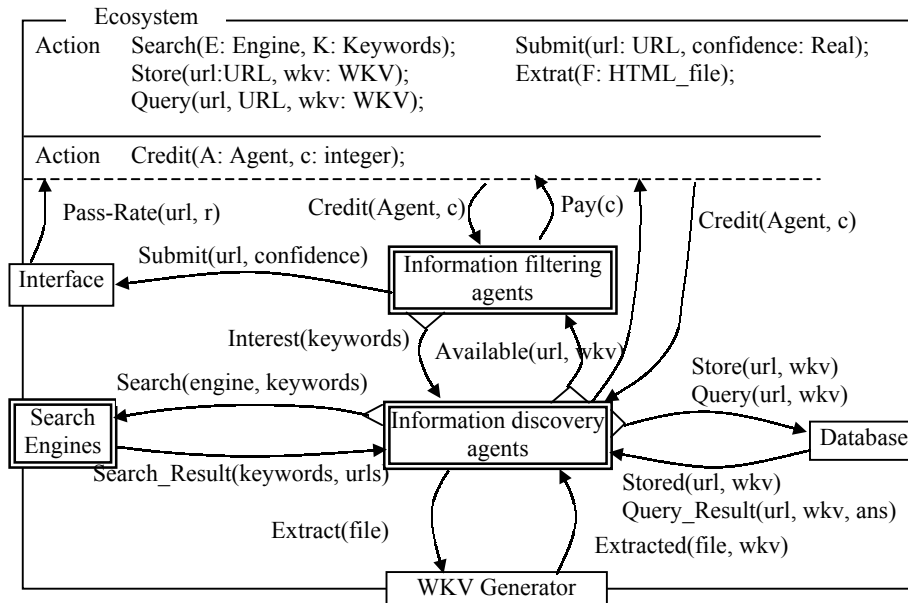 Ecosystem
Action Search(E: Engine, K: Keywords); Submit(url: URL, confidence: Real);
Store(url:URL, wkv: WKV); Extrat(F: HTML_file);
Query(url, URL, wkv: WKV);
Action Credit(A: Agent, c: integer);
Pass-Rate(url, r)
Credit(Agent, c)
Pay(c)
Credit(Agent, c)
Submit(url, confidence)
Interface
Information filtering
agents
Interest(keywords)
Available(url, wkv)
Search(engine, keywords)
Store(url, wkv)
Query(url, wkv)
Search
Engines
Information discovery
agents
Database
Search_Result(keywords, urls)
Stored(url, wkv)
Query_Result(url, wkv, ans)
Extract(file)
Extracted(file, wkv)
WKV Generator